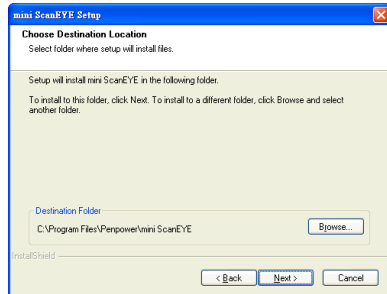 mini ScanEYE Setup
Choose Destination Location
Select folder where setup will install files.
Setup will install mini ScanEYE in the following folder.
To install to this folder, click Next. To install to a different folder, click Browse and select
another folder.
Destination Folder
C:\Program Files\Penpower\mini ScanEYE
Browse...
InstallShield
< Back
Next >
Cancel